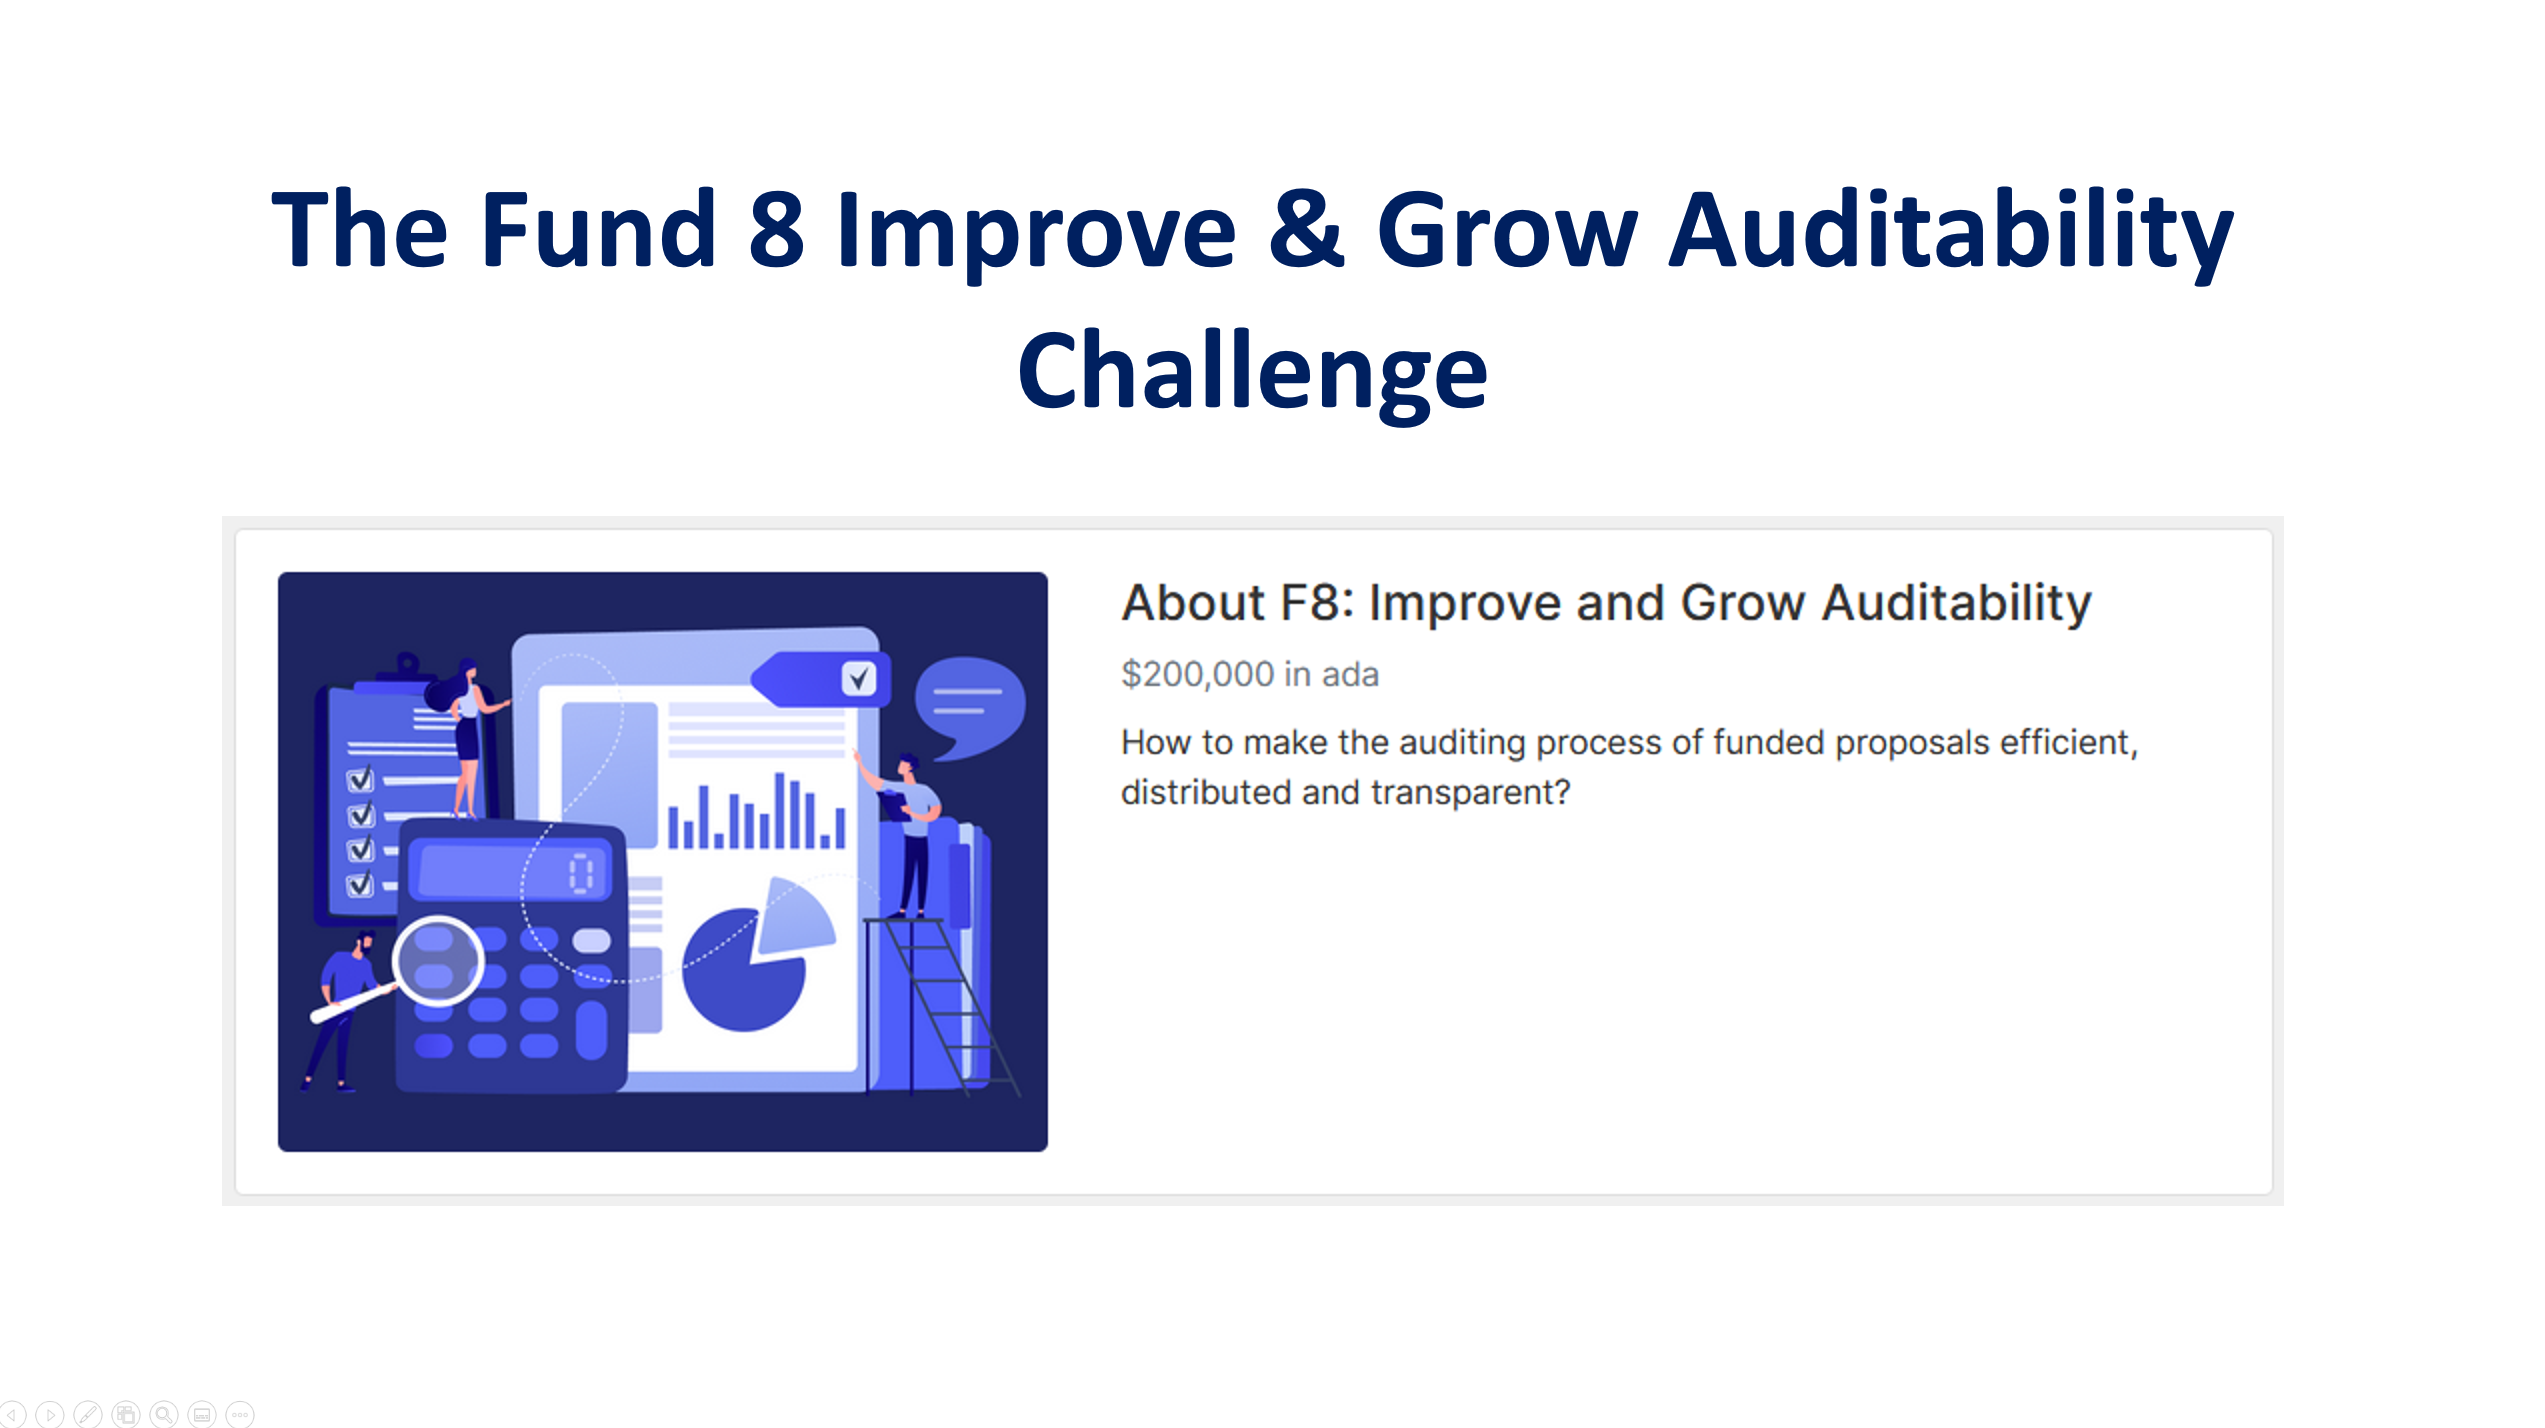 The Fund 8 Improve & Grow Auditability
Challenge
About F8: Improve and Grow Auditability
$200,000 in ada
How to make the auditing process of funded proposals efficient,
distributed and transparent?
0